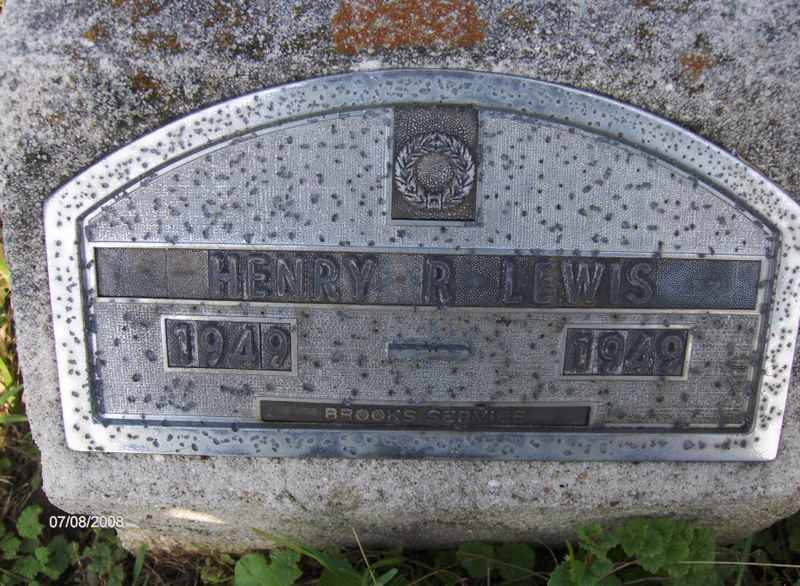 HENRY R LEWIS
1949 — 1949
BROOKS SERVICE
07/08/2008